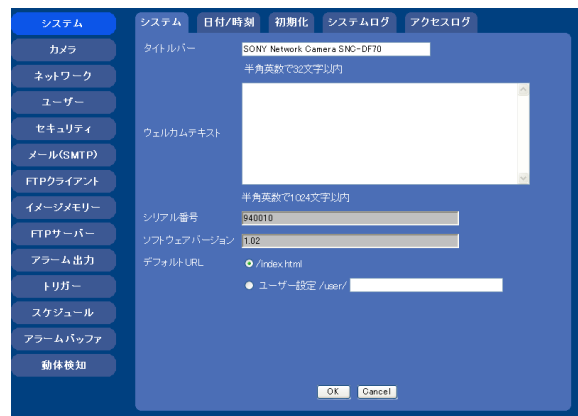 システム
カメラ
ネットワーク
ユーザー
セキュリティ
メール(SMTP)
FTPクライアント
イメージメモリー
FTPサーバー
アラーム出力
トリガー
スケジュール
アラームバッファ
動体検知
システム 日付/時刻 初期化 システムログ アクセスログ
タイトルバー SONY Network Camera SNC-DF70
半角英数で32文字以内
ウェルカムテキスト
半角英数で1024文字以内
シリアル番号 940010
ソフトウェアバージョン 1.02
デフォルトURL /index.html
ユーザー設定 /user/
OK Cancel